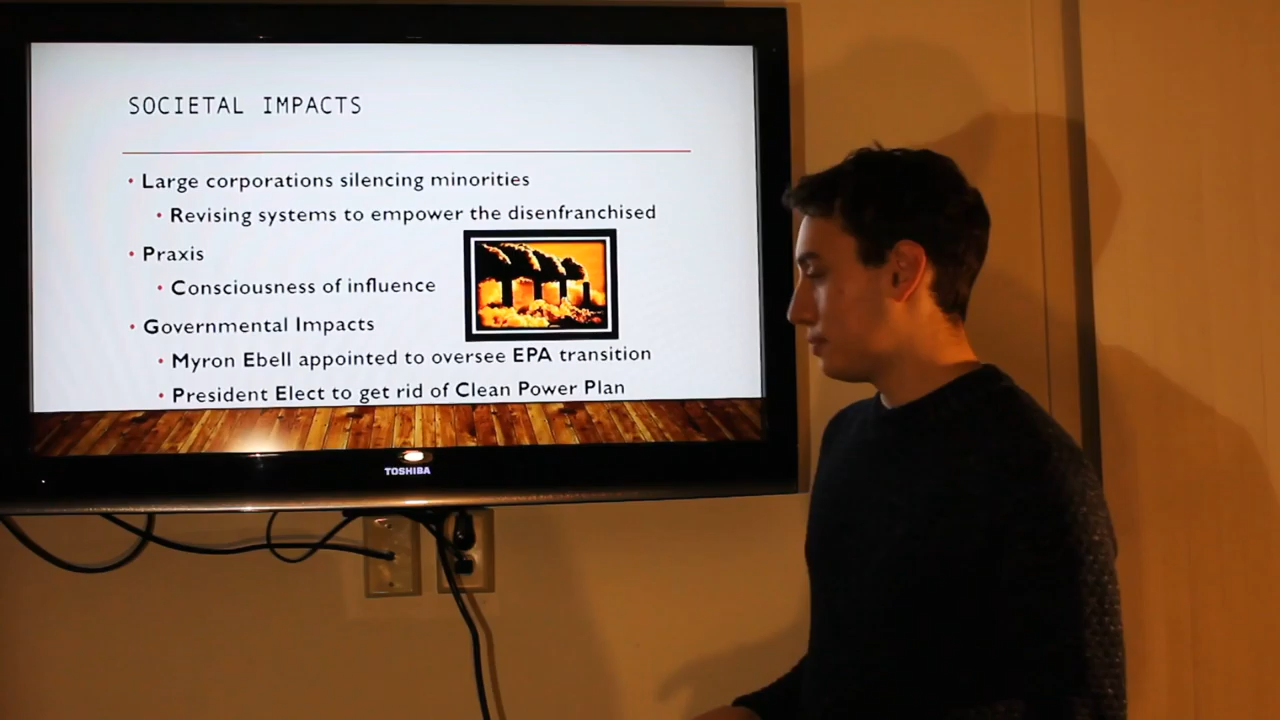 SOCIETAL IMPACTS
• Large corporations silencing minorities
• Revising systems to empower the disenfranchised
• Praxis
• Consciousness of influence
• Governmental Impacts
• Myron Ebell appointed to oversee EPA transition
• President Elect to get rid of Clean Power Plan
TOSHIBA